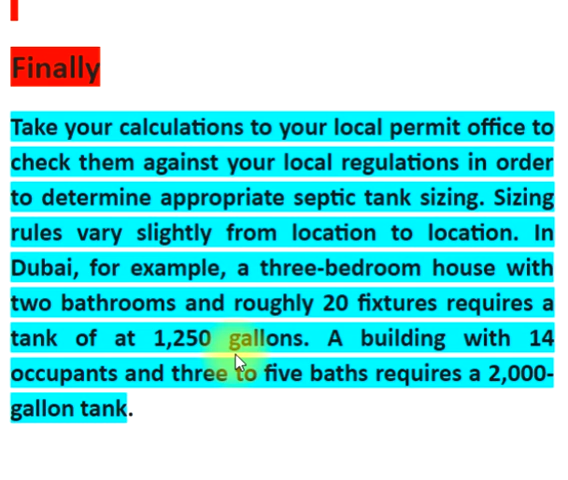 Finally
Take your calculations to your local permit office to
check them against your local regulations in order
to determine appropriate septic tank sizing. Sizing
rules vary slightly from location to location. In
Dubai, for example, a three-bedroom house with
two bathrooms and roughly 20 fixtures requires a
tank of at 1,250 gallons. A building with 14
occupants and three to five baths requires a 2,000-
gallon tank.